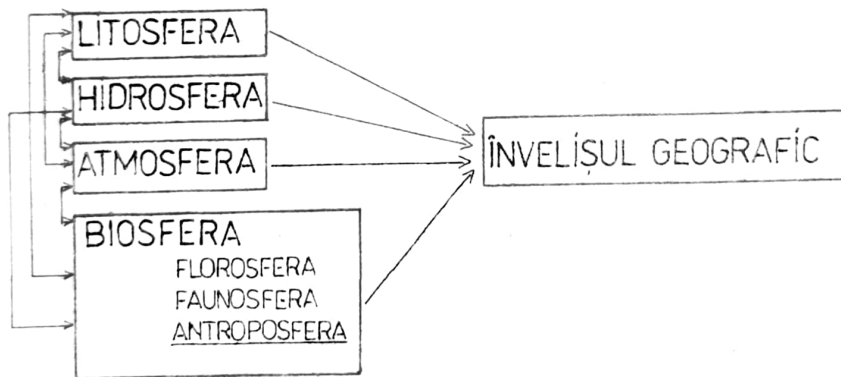 LITOSFERA
HIDROSFERA
ATMOSFERA
BIOSFERA
FLOROSFERA
FAUNOSFERA
ANTROPOSFERA
ÎNVELIȘUL GEOGRAFIC